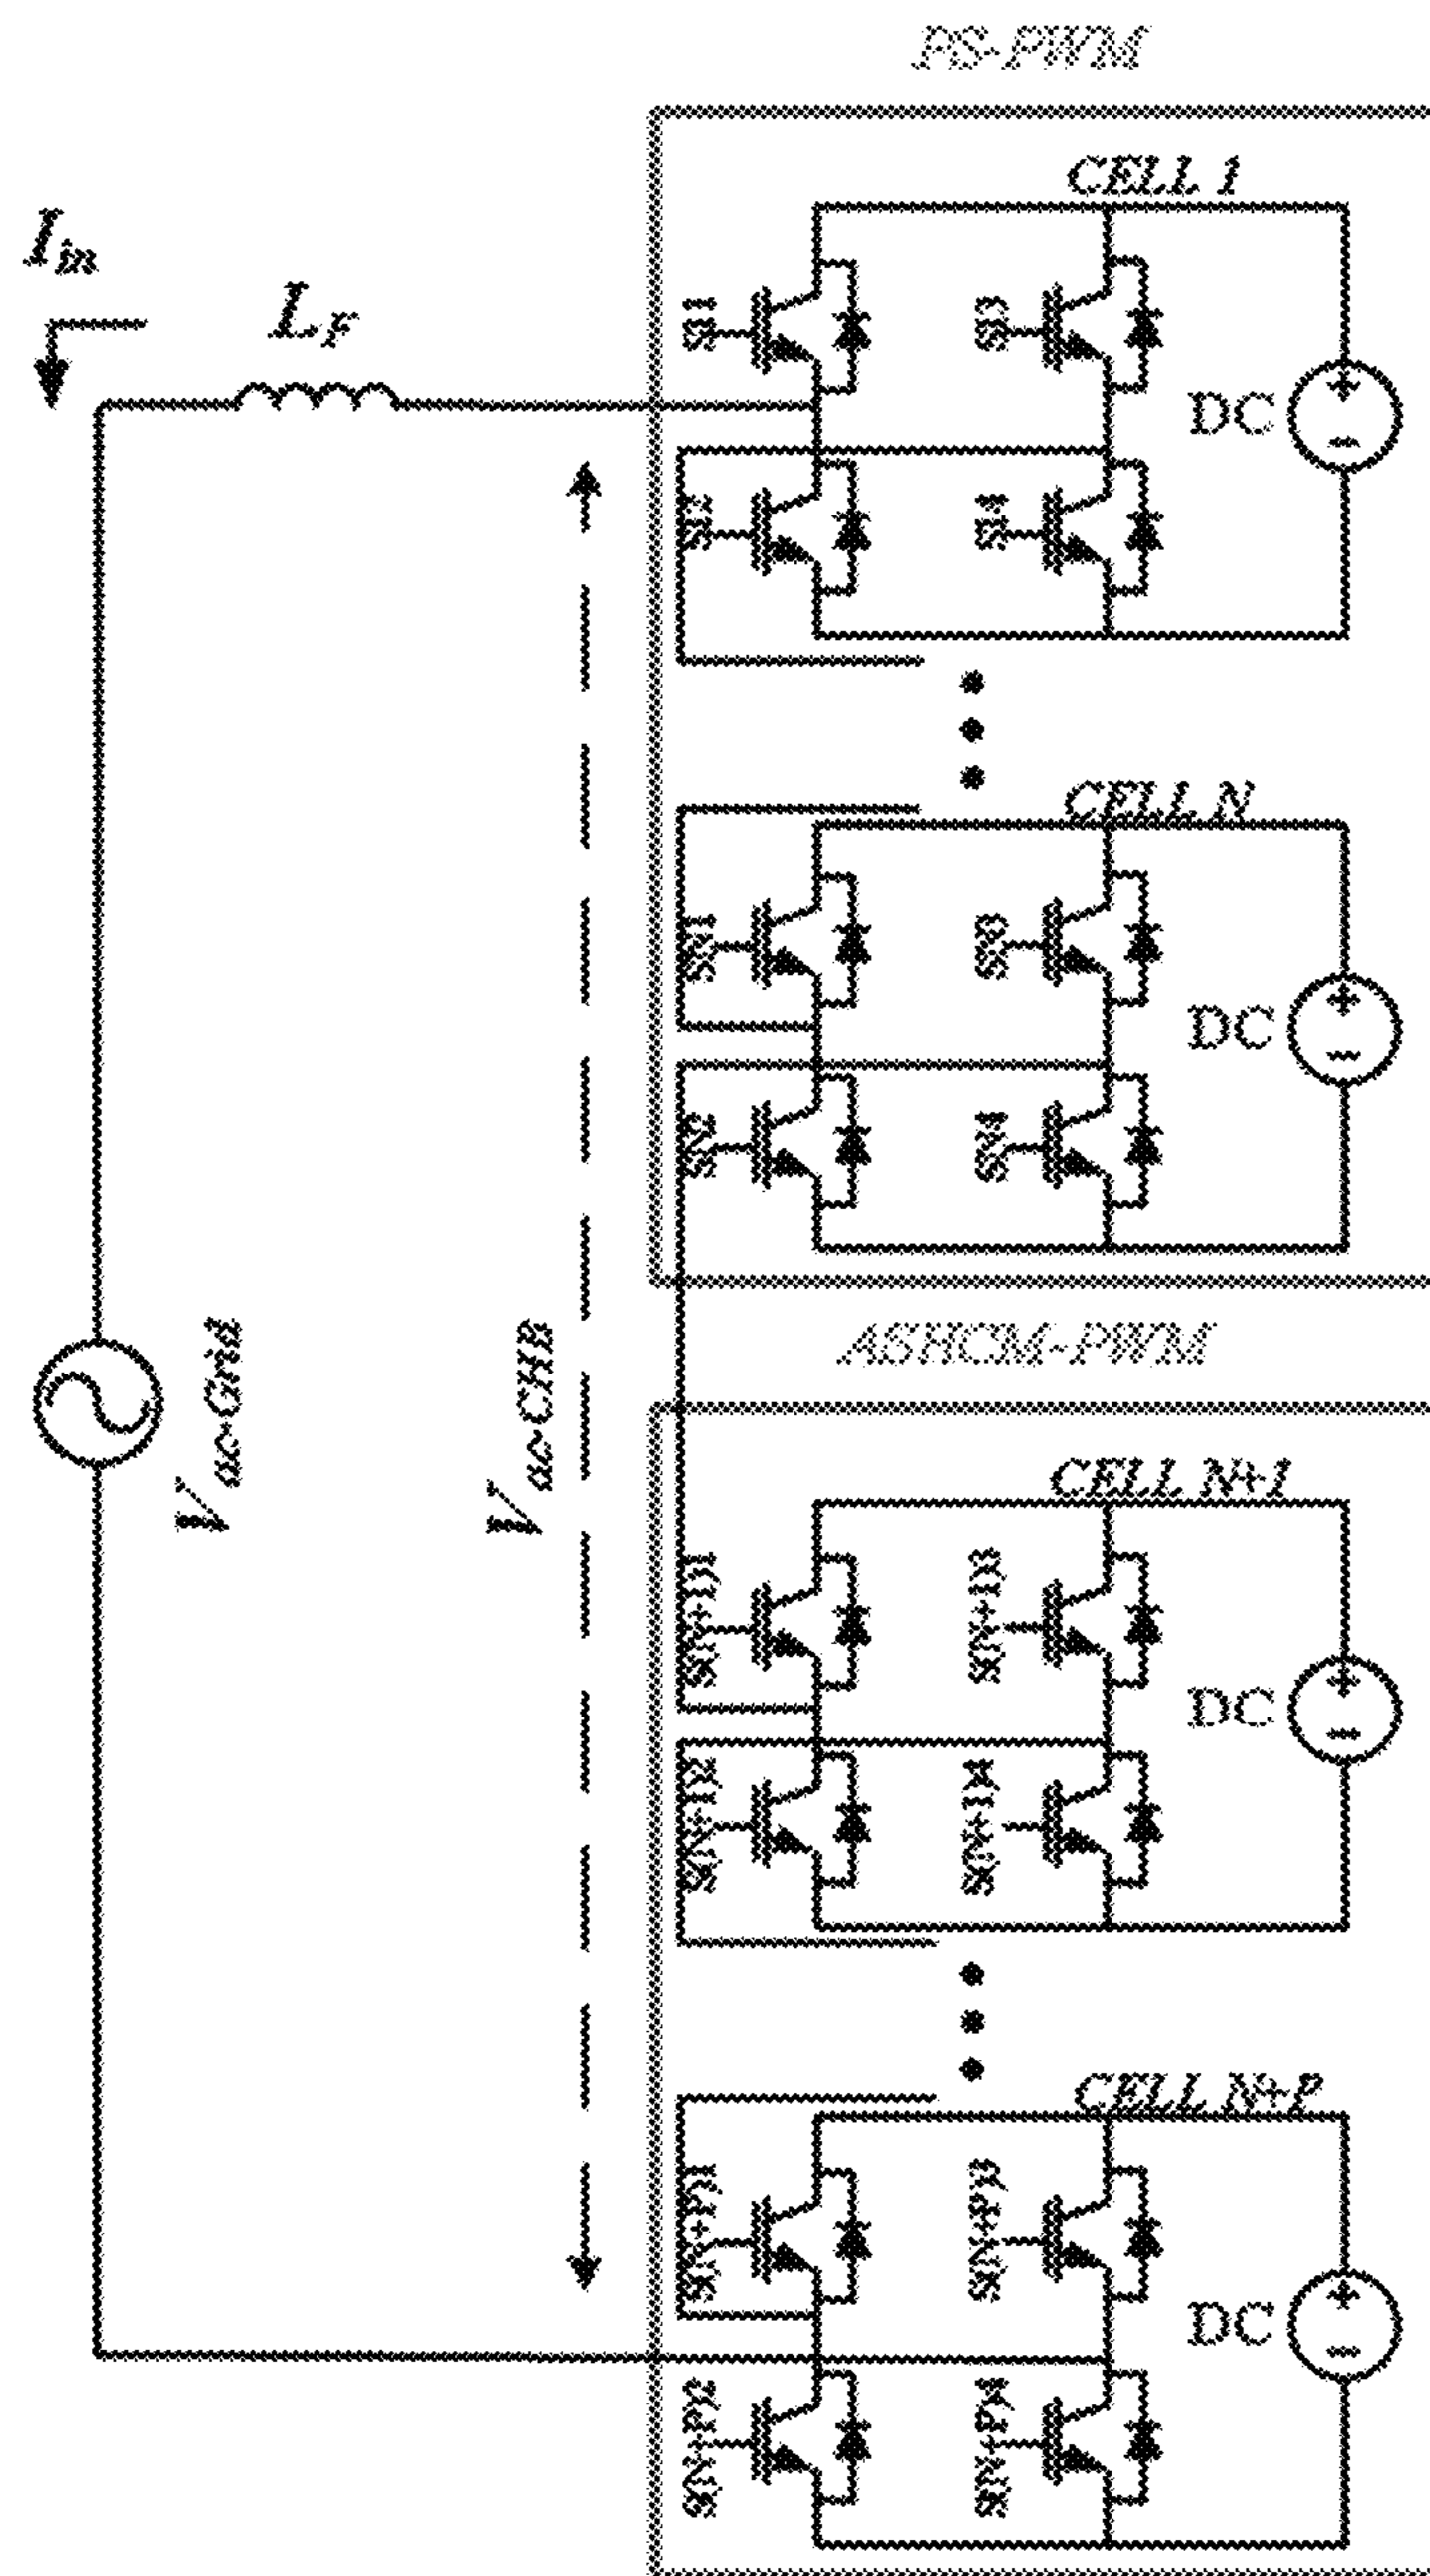 PS-PWM
CELL 1
I_in
L_F
S11
S13
DC
S12
S14
CELL N
SN1
SN3
DC
SN2
SN4
ASHCM-PWM
V_ac-Grid
V_ac-CHB
CELL N+1
S(N+1)1
S(N+1)3
DC
S(N+1)2
S(N+1)4
CELL N+P
S(N+P)1
S(N+P)3
DC
S(N+P)2
S(N+P)4